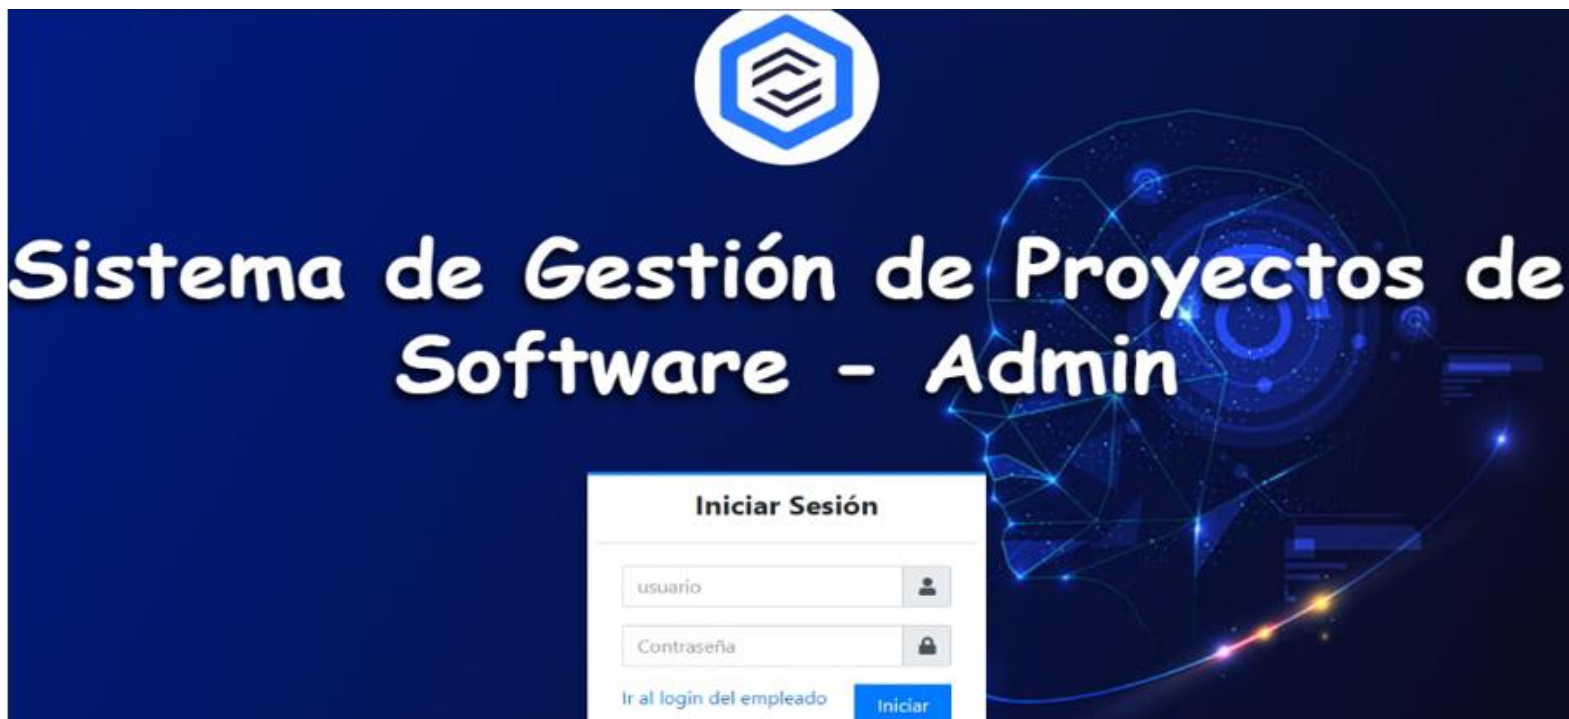 Sistema de Gestión de Proyectos de
Software - Admin
Iniciar Sesión
usuario
Contraseña
Ir al login del empleado
Iniciar